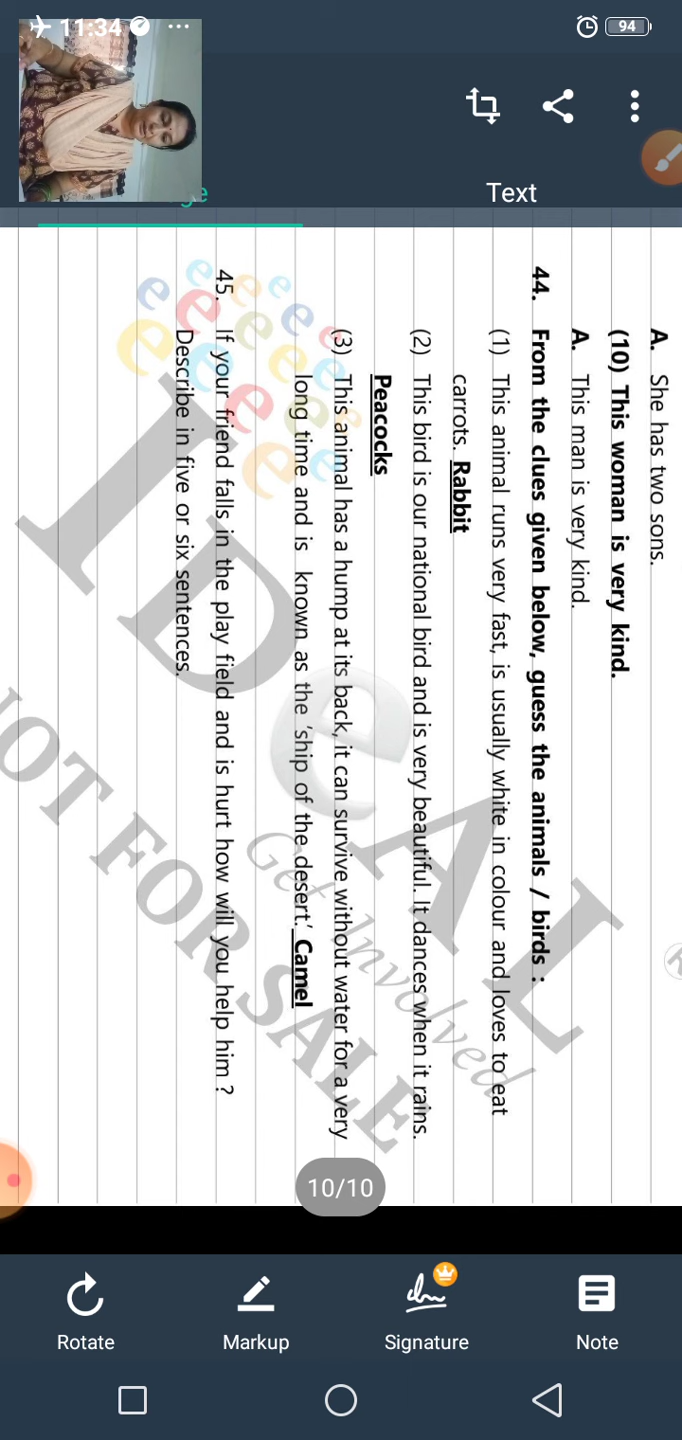 11:34
94
Text
A. She has two sons.
(10) This woman is very kind.
A. This man is very kind.
44. From the clues given below, guess the animals / birds :
(1) This animal runs very fast, is usually white in colour and loves to eat
carrots. Rabbit
(2) This bird is our national bird and is very beautiful. It dances when it rains.
Peacocks
(3) This animal has a hump at its back, it can survive without water for a very
long time and is known as the 'ship of the desert.' Camel
45. If your friend falls in the play field and is hurt how will you help him ?
Describe in five or six sentences.
IDeAL
Get Involved
NOT FOR SALE
10/10
Rotate
Markup
Signature
Note